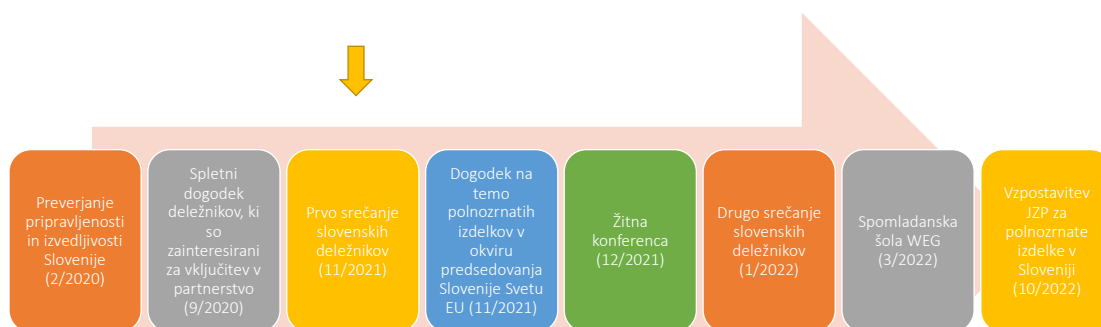 Preverjanje
pripravljenosti
in izvedljivosti
Slovenije
(2/2020)
Spletni
dogodek
deležnikov, ki
so
zainteresirani
za vključitev v
partnerstvo
(9/2020)
Prvo srečanje
slovenskih
deležnikov
(11/2021)
Dogodek na
temo
polnozrnatih
izdelkov v
okviru
predsedovanja
Slovenije Svetu
EU (11/2021)
Žitna
konferenca
(12/2021)
Drugo srečanje
slovenskih
deležnikov
(1/2022)
Spomladanska
šola WEG
(3/2022)
Vzpostavitev
JZP za
polnozrnate
izdelke v
Sloveniji
(10/2022)